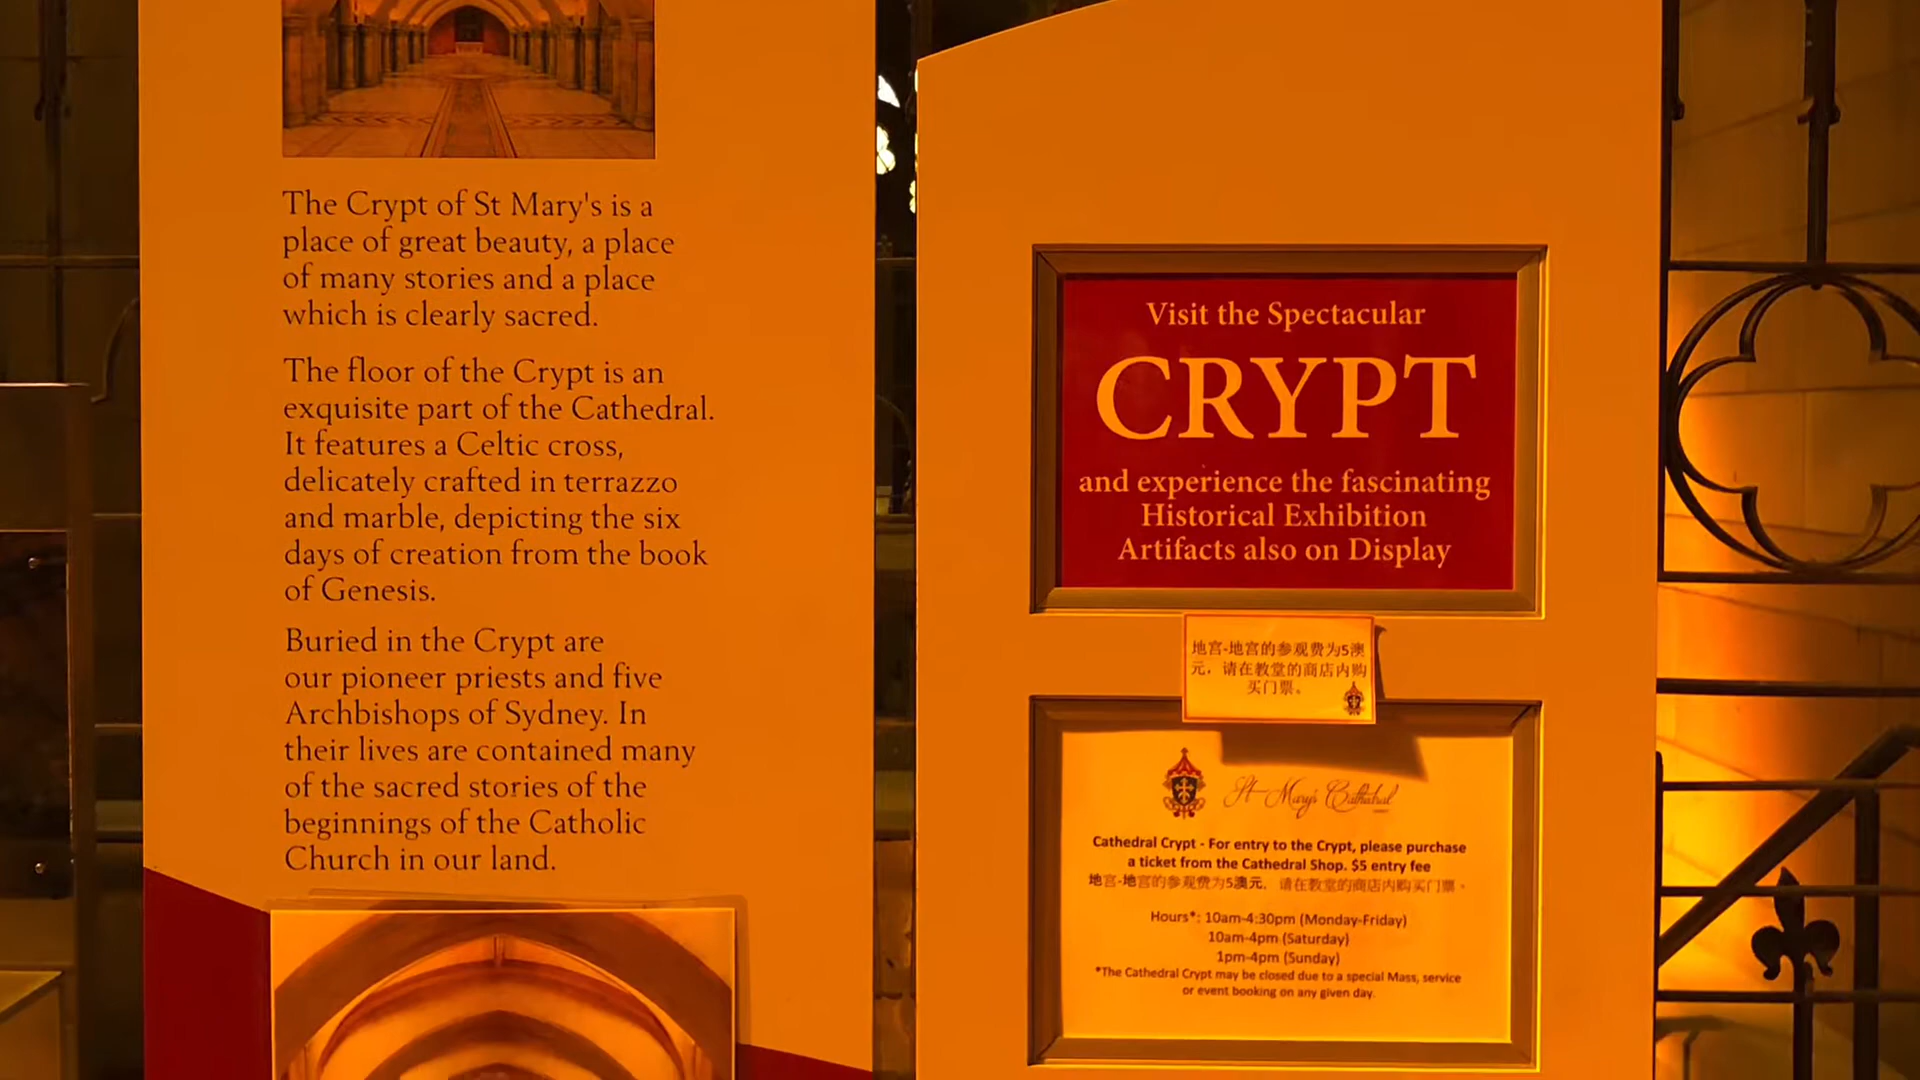 The Crypt of St Mary's is a
place of great beauty, a place
of many stories and a place
which is clearly sacred.
The floor of the Crypt is an
exquisite part of the Cathedral.
It features a Celtic cross,
delicately crafted in terrazzo
and marble, depicting the six
days of creation from the book
of Genesis.
Buried in the Crypt are
our pioneer priests and five
Archbishops of Sydney. In
their lives are contained many
of the sacred stories of the
beginnings of the Catholic
Church in our land.
Visit the Spectacular
CRYPT
and experience the fascinating
Historical Exhibition
Artifacts also on Display
地宫-地宫的参观费为5澳
元，请在教堂的商店内购
买门票。
St Mary's Cathedral
Cathedral Crypt - For entry to the Crypt, please purchase
a ticket from the Cathedral Shop. $5 entry fee
地宫-地宫的参观费为5澳元，请在教堂的商店内购买门票。
Hours*: 10am-4:30pm (Monday-Friday)
10am-4pm (Saturday)
1pm-4pm (Sunday)
*The Cathedral Crypt may be closed due to a special Mass, service
or event booking on any given day.